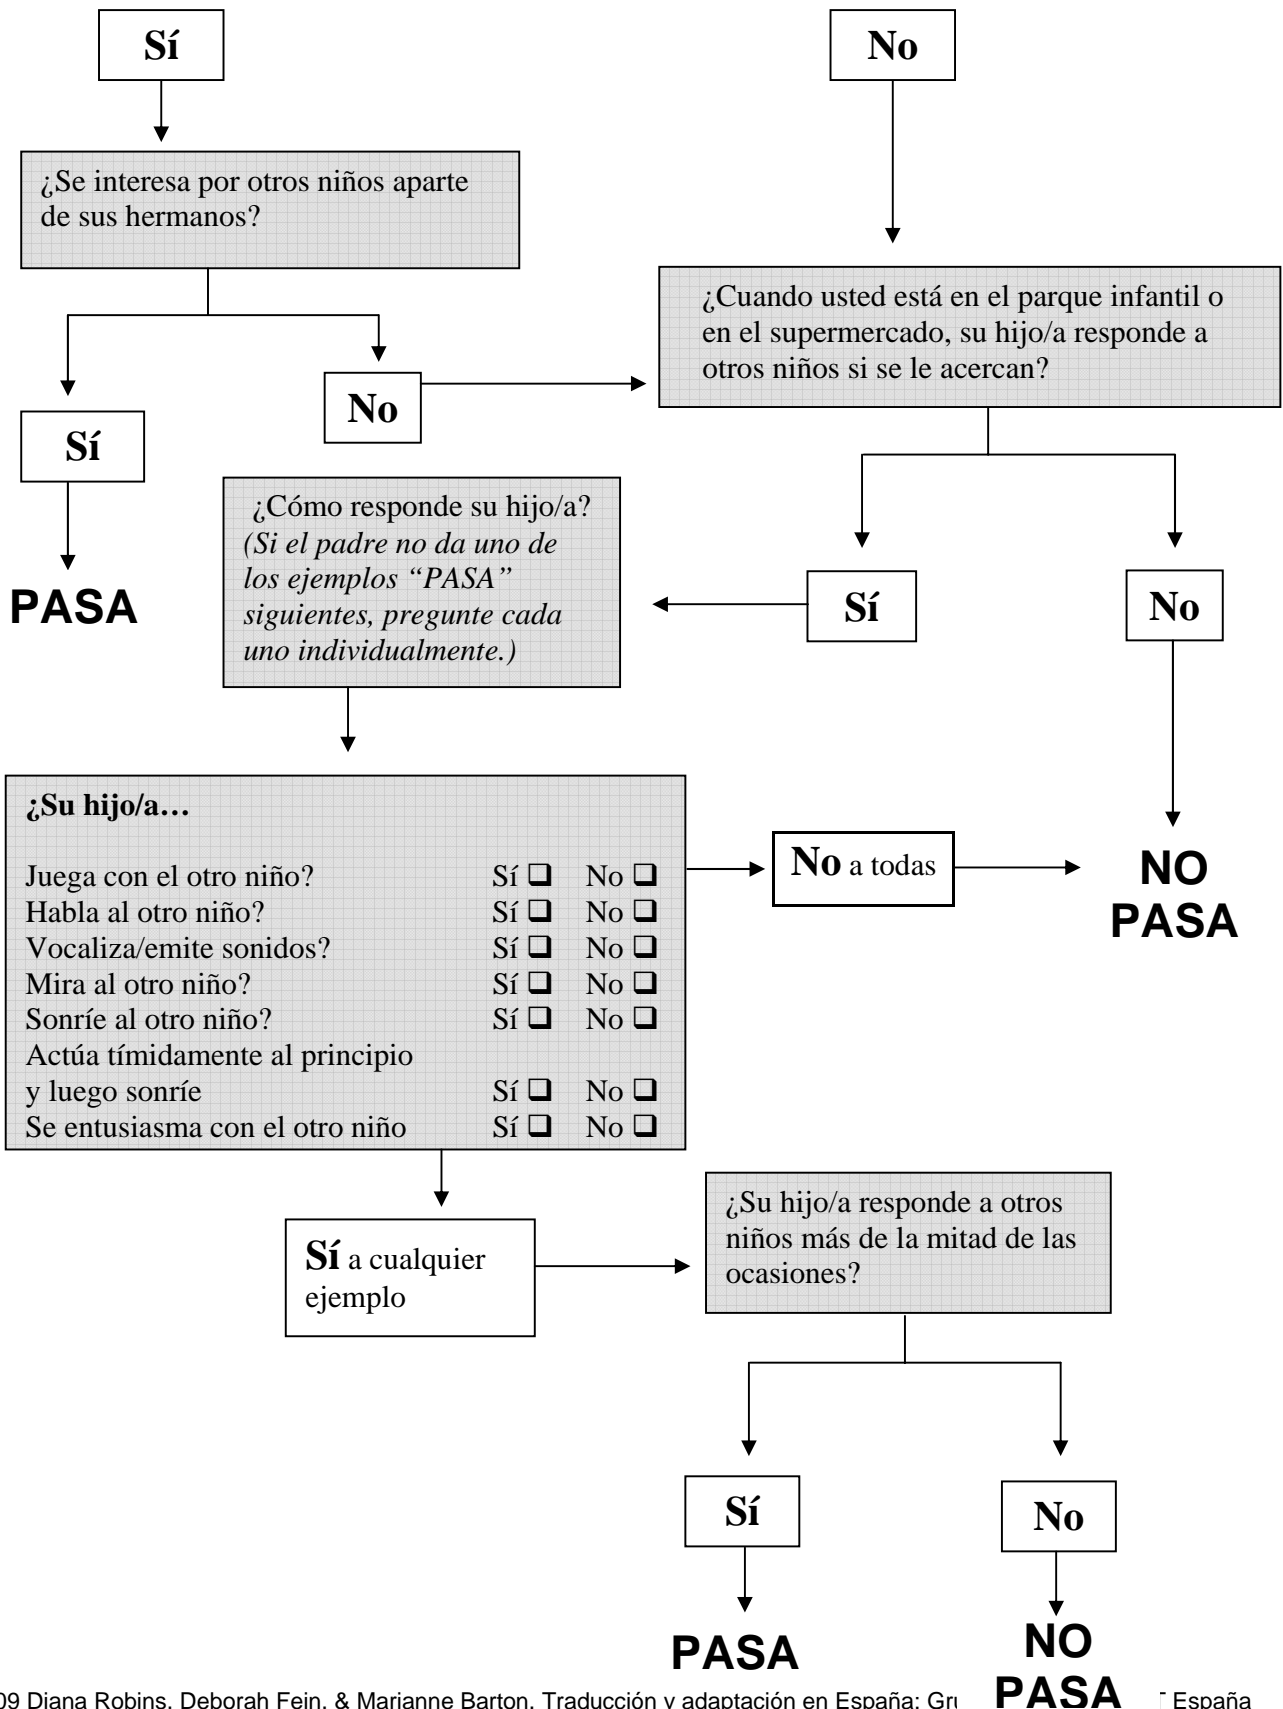 Sí
No
¿Se interesa por otros niños aparte
de sus hermanos?
¿Cuando usted está en el parque infantil o
en el supermercado, su hijo/a responde a
otros niños si se le acercan?
Sí
No
¿Cómo responde su hijo/a?
(Si el padre no da uno de
los ejemplos “PASA”
siguientes, pregunte cada
uno individualmente.)
Sí
No
PASA
¿Su hijo/a…
Juega con el otro niño? Sí ❑ No ❑
Habla al otro niño? Sí ❑ No ❑
Vocaliza/emite sonidos? Sí ❑ No ❑
Mira al otro niño? Sí ❑ No ❑
Sonríe al otro niño? Sí ❑ No ❑
Actúa tímidamente al principio
y luego sonríe Sí ❑ No ❑
Se entusiasma con el otro niño Sí ❑ No ❑
No a todas
NO
PASA
Sí a cualquier
ejemplo
¿Su hijo/a responde a otros
niños más de la mitad de las
ocasiones?
Sí
No
PASA
NO
PASA
09 Diana Robins, Deborah Fein, & Marianne Barton. Traducción y adaptación en España: España